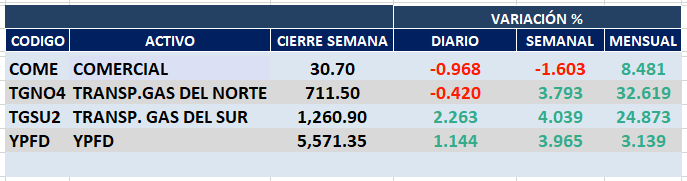 VARIACIÓN %
CODIGO ACTIVO CIERRE SEMANA DIARIO SEMANAL MENSUAL
COME COMERCIAL 30.70 -0.968 -1.603 8.481
TGNO4 TRANSP.GAS DEL NORTE 711.50 -0.420 3.793 32.619
TGSU2 TRANSP. GAS DEL SUR 1,260.90 2.263 4.039 24.873
YPFD YPFD 5,571.35 1.144 3.965 3.139